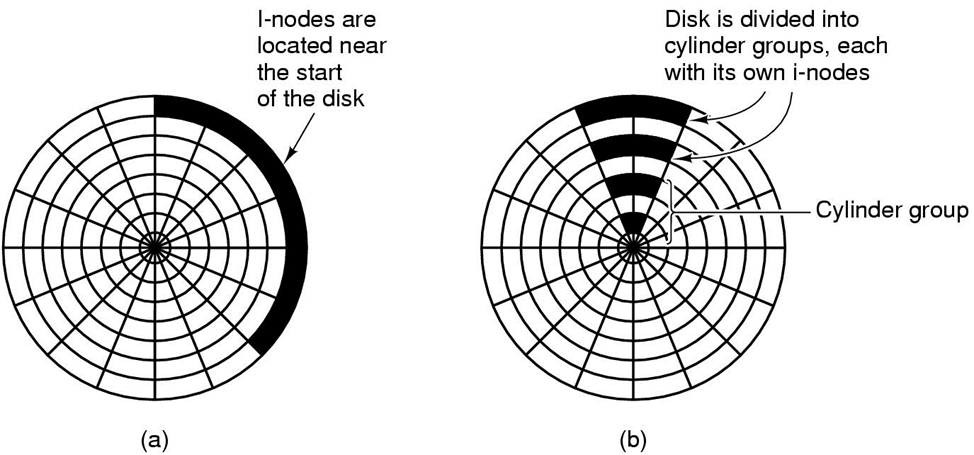 I-nodes are
located near
the start
of the disk
Disk is divided into
cylinder groups, each
with its own i-nodes
Cylinder group
(a)
(b)